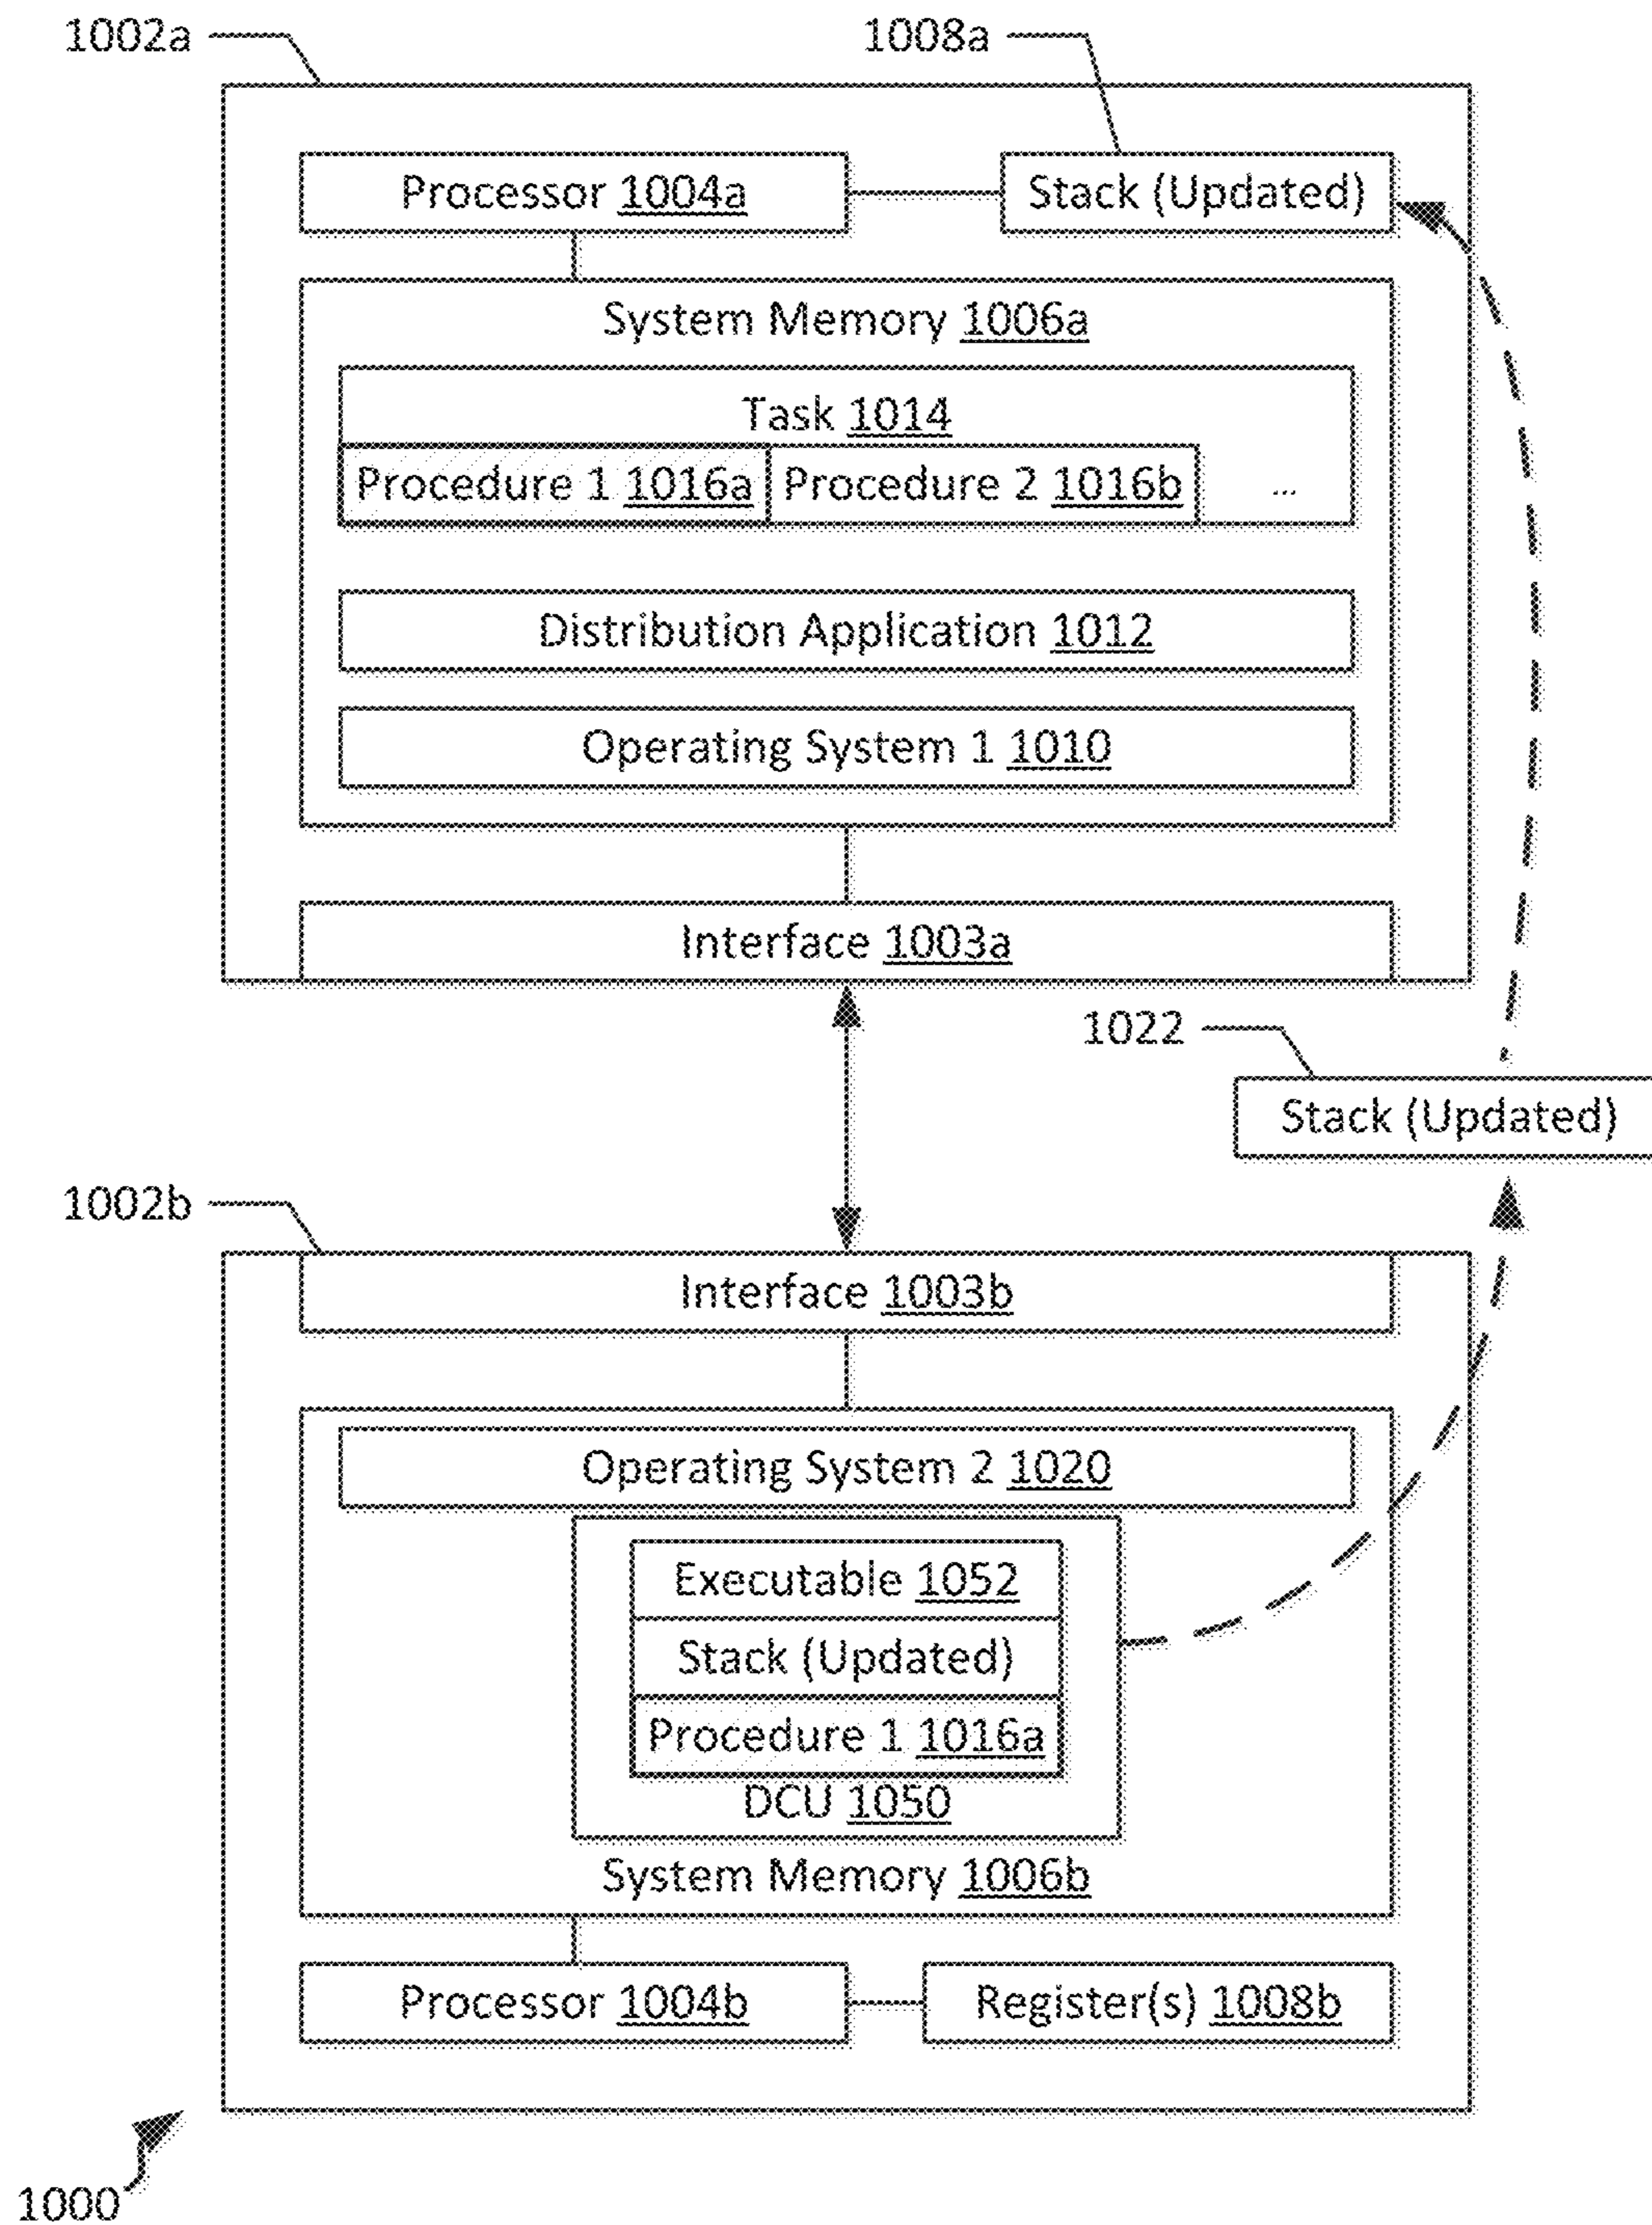 1002a
1008a
Processor 1004a
Stack (Updated)
System Memory 1006a
Task 1014
Procedure 1 1016a
Procedure 2 1016b
...
Distribution Application 1012
Operating System 1 1010
Interface 1003a
1022
Stack (Updated)
1002b
Interface 1003b
Operating System 2 1020
Executable 1052
Stack (Updated)
Procedure 1 1016a
DCU 1050
System Memory 1006b
Processor 1004b
Register(s) 1008b
1000